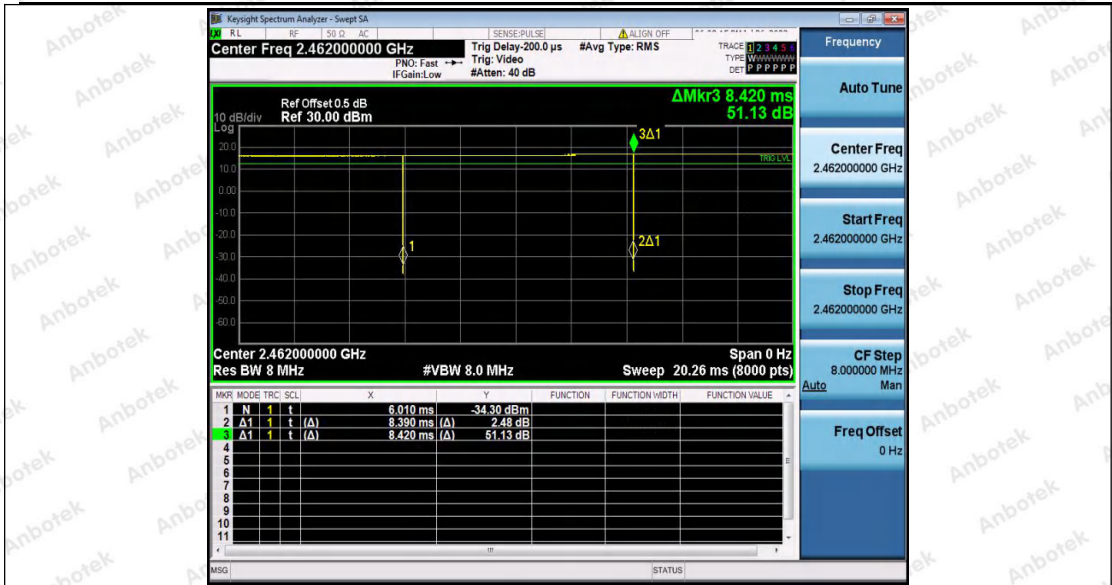 Keysight Spectrum Analyzer - Swept SA
RL RF 50 Ω AC SENSE:PULSE ALIGN OFF
Center Freq 2.462000000 GHz
PNO: Fast
IFGain:Low
Trig Delay-200.0 µs
Trig: Video
#Atten: 40 dB
#Avg Type: RMS
TRACE 1 2 3 4 5 6
TYPE WWWWWW
DET P P P P P P
ΔMkr3 8.420 ms
51.13 dB
Ref Offset 0.5 dB
10 dB/div Ref 30.00 dBm
Log
20.0
10.0
0.00
-10.0
-20.0
-30.0
-40.0
-50.0
-60.0
3Δ1
TRIG LVL
1
2Δ1
Center 2.462000000 GHz Span 0 Hz
Res BW 8 MHz #VBW 8.0 MHz Sweep 20.26 ms (8000 pts)
MKR MODE TRC SCL X Y FUNCTION FUNCTION WIDTH FUNCTION VALUE
1 N 1 t 6.010 ms -34.30 dBm
2 Δ1 1 t (Δ) 8.390 ms (Δ) 2.48 dB
3 Δ1 1 t (Δ) 8.420 ms (Δ) 51.13 dB
4
5
6
7
8
9
10
11
MSG STATUS
Frequency
Auto Tune
Center Freq
2.462000000 GHz
Start Freq
2.462000000 GHz
Stop Freq
2.462000000 GHz
CF Step
8.000000 MHz
Auto Man
Freq Offset
0 Hz
Anbotek